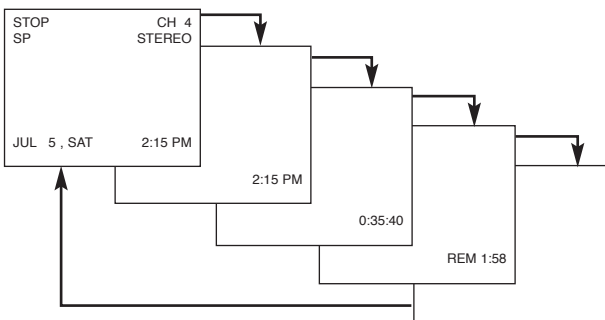 STOP CH 4
SP STEREO
JUL 5 , SAT 2:15 PM
2:15 PM
0:35:40
REM 1:58